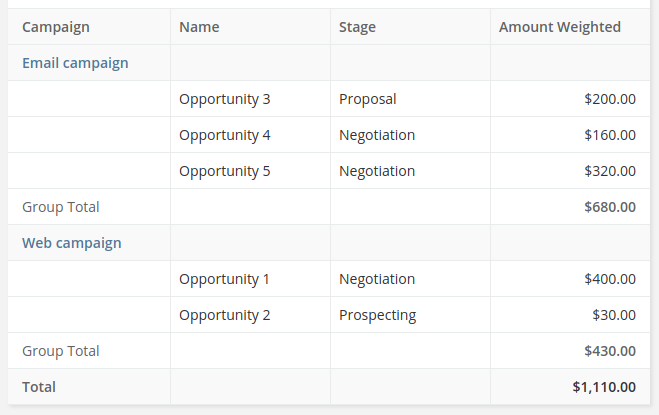 Campaign Name Stage Amount Weighted
Email campaign
Opportunity 3 Proposal $200.00
Opportunity 4 Negotiation $160.00
Opportunity 5 Negotiation $320.00
Group Total $680.00
Web campaign
Opportunity 1 Negotiation $400.00
Opportunity 2 Prospecting $30.00
Group Total $430.00
Total $1,110.00